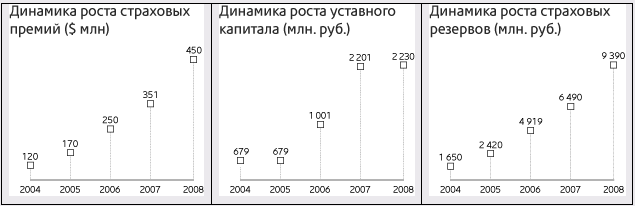 Динамика роста страховых
премий ($ млн)
450
351
250
170
120
2004 2005 2006 2007 2008
Динамика роста уставного
капитала (млн. руб.)
2 201 2 230
1 001
679 679
2004 2005 2006 2007 2008
Динамика роста страховых
резервов (млн. руб.)
9 390
6 490
4 919
2 420
1 650
2004 2005 2006 2007 2008